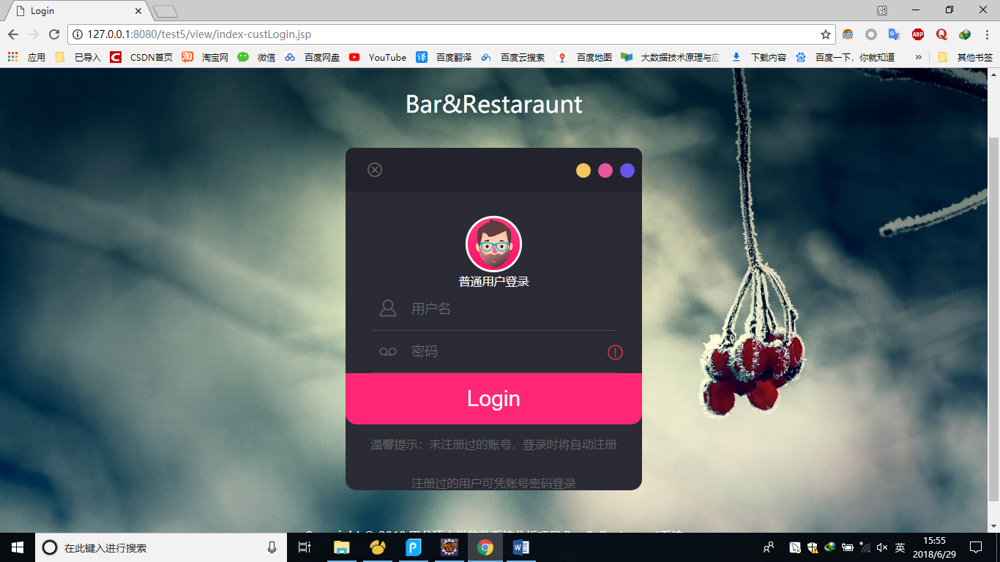 Login
127.0.0.1:8080/test5/view/index-custLogin.jsp
应用 已导入 CSDN首页 淘宝网 微信 百度网盘 YouTube 百度翻译 百度云搜索 百度地图 大数据技术原理与应 下载内容 百度一下，你就知道 » 其他书签
Bar&Restaraunt
普通用户登录
用户名
密码
Login
温馨提示：未注册过的账号，登录时将自动注册
注册过的用户可凭账号密码登录
在此键入进行搜索
英
15:55
2018/6/29